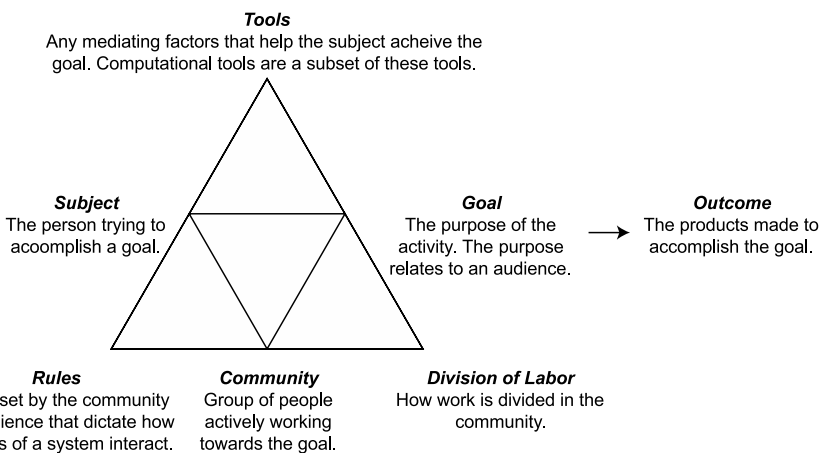 Tools
Any mediating factors that help the subject acheive the
goal. Computational tools are a subset of these tools.
Subject
The person trying to
acoomplish a goal.
Goal
The purpose of the
activity. The purpose
relates to an audience.
Outcome
The products made to
accomplish the goal.
Rules
set by the community
that dictate how
of a system interact.
Community
Group of people
actively working
towards the goal.
Division of Labor
How work is divided in the
community.